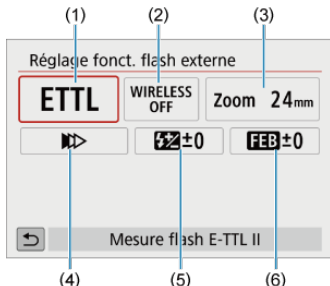 (1) (2) (3)
Réglage fonct. flash externe
ETTL WIRELESS OFF Zoom 24mm
±0 FEB ±0
Mesure flash E-TTL II
(4) (5) (6)